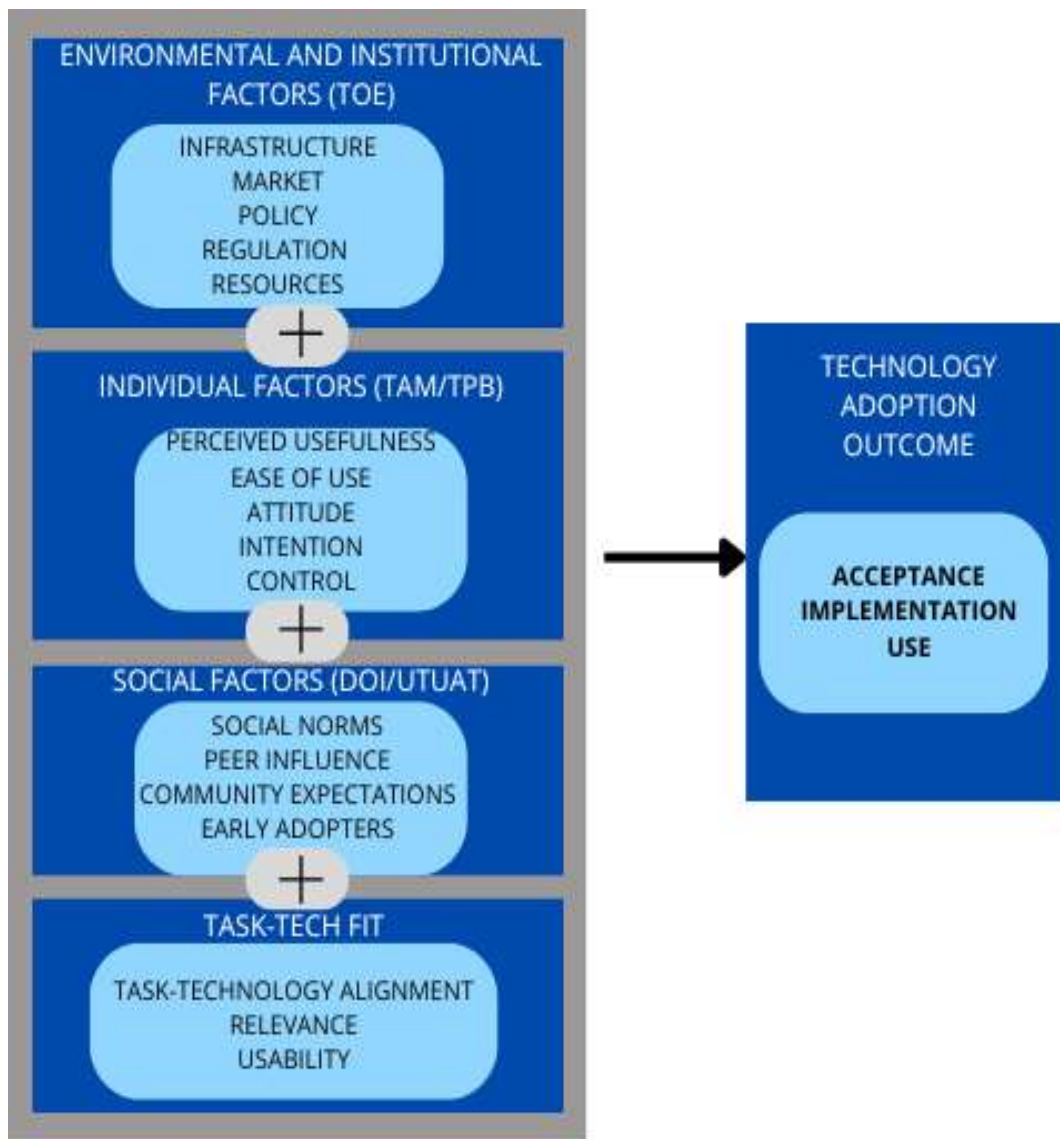 ENVIRONMENTAL AND INSTITUTIONAL
FACTORS (TOE)
INFRASTRUCTURE
MARKET
POLICY
REGULATION
RESOURCES
+
INDIVIDUAL FACTORS (TAM/TPB)
PERCEIVED USEFULNESS
EASE OF USE
ATTITUDE
INTENTION
CONTROL
+
SOCIAL FACTORS (DOI/UTUAT)
SOCIAL NORMS
PEER INFLUENCE
COMMUNITY EXPECTATIONS
EARLY ADOPTERS
+
TASK-TECH FIT
TASK-TECHNOLOGY ALIGNMENT
RELEVANCE
USABILITY
TECHNOLOGY
ADOPTION
OUTCOME
ACCEPTANCE
IMPLEMENTATION
USE